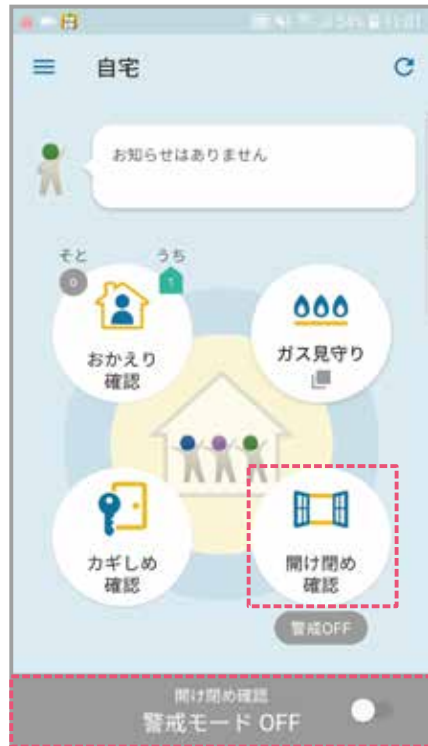 自宅
お知らせはありません
そと
0
うち
1
おかえり
確認
ガス見守り
カギしめ
確認
開け閉め
確認
警戒OFF
開け閉め確認
警戒モード OFF